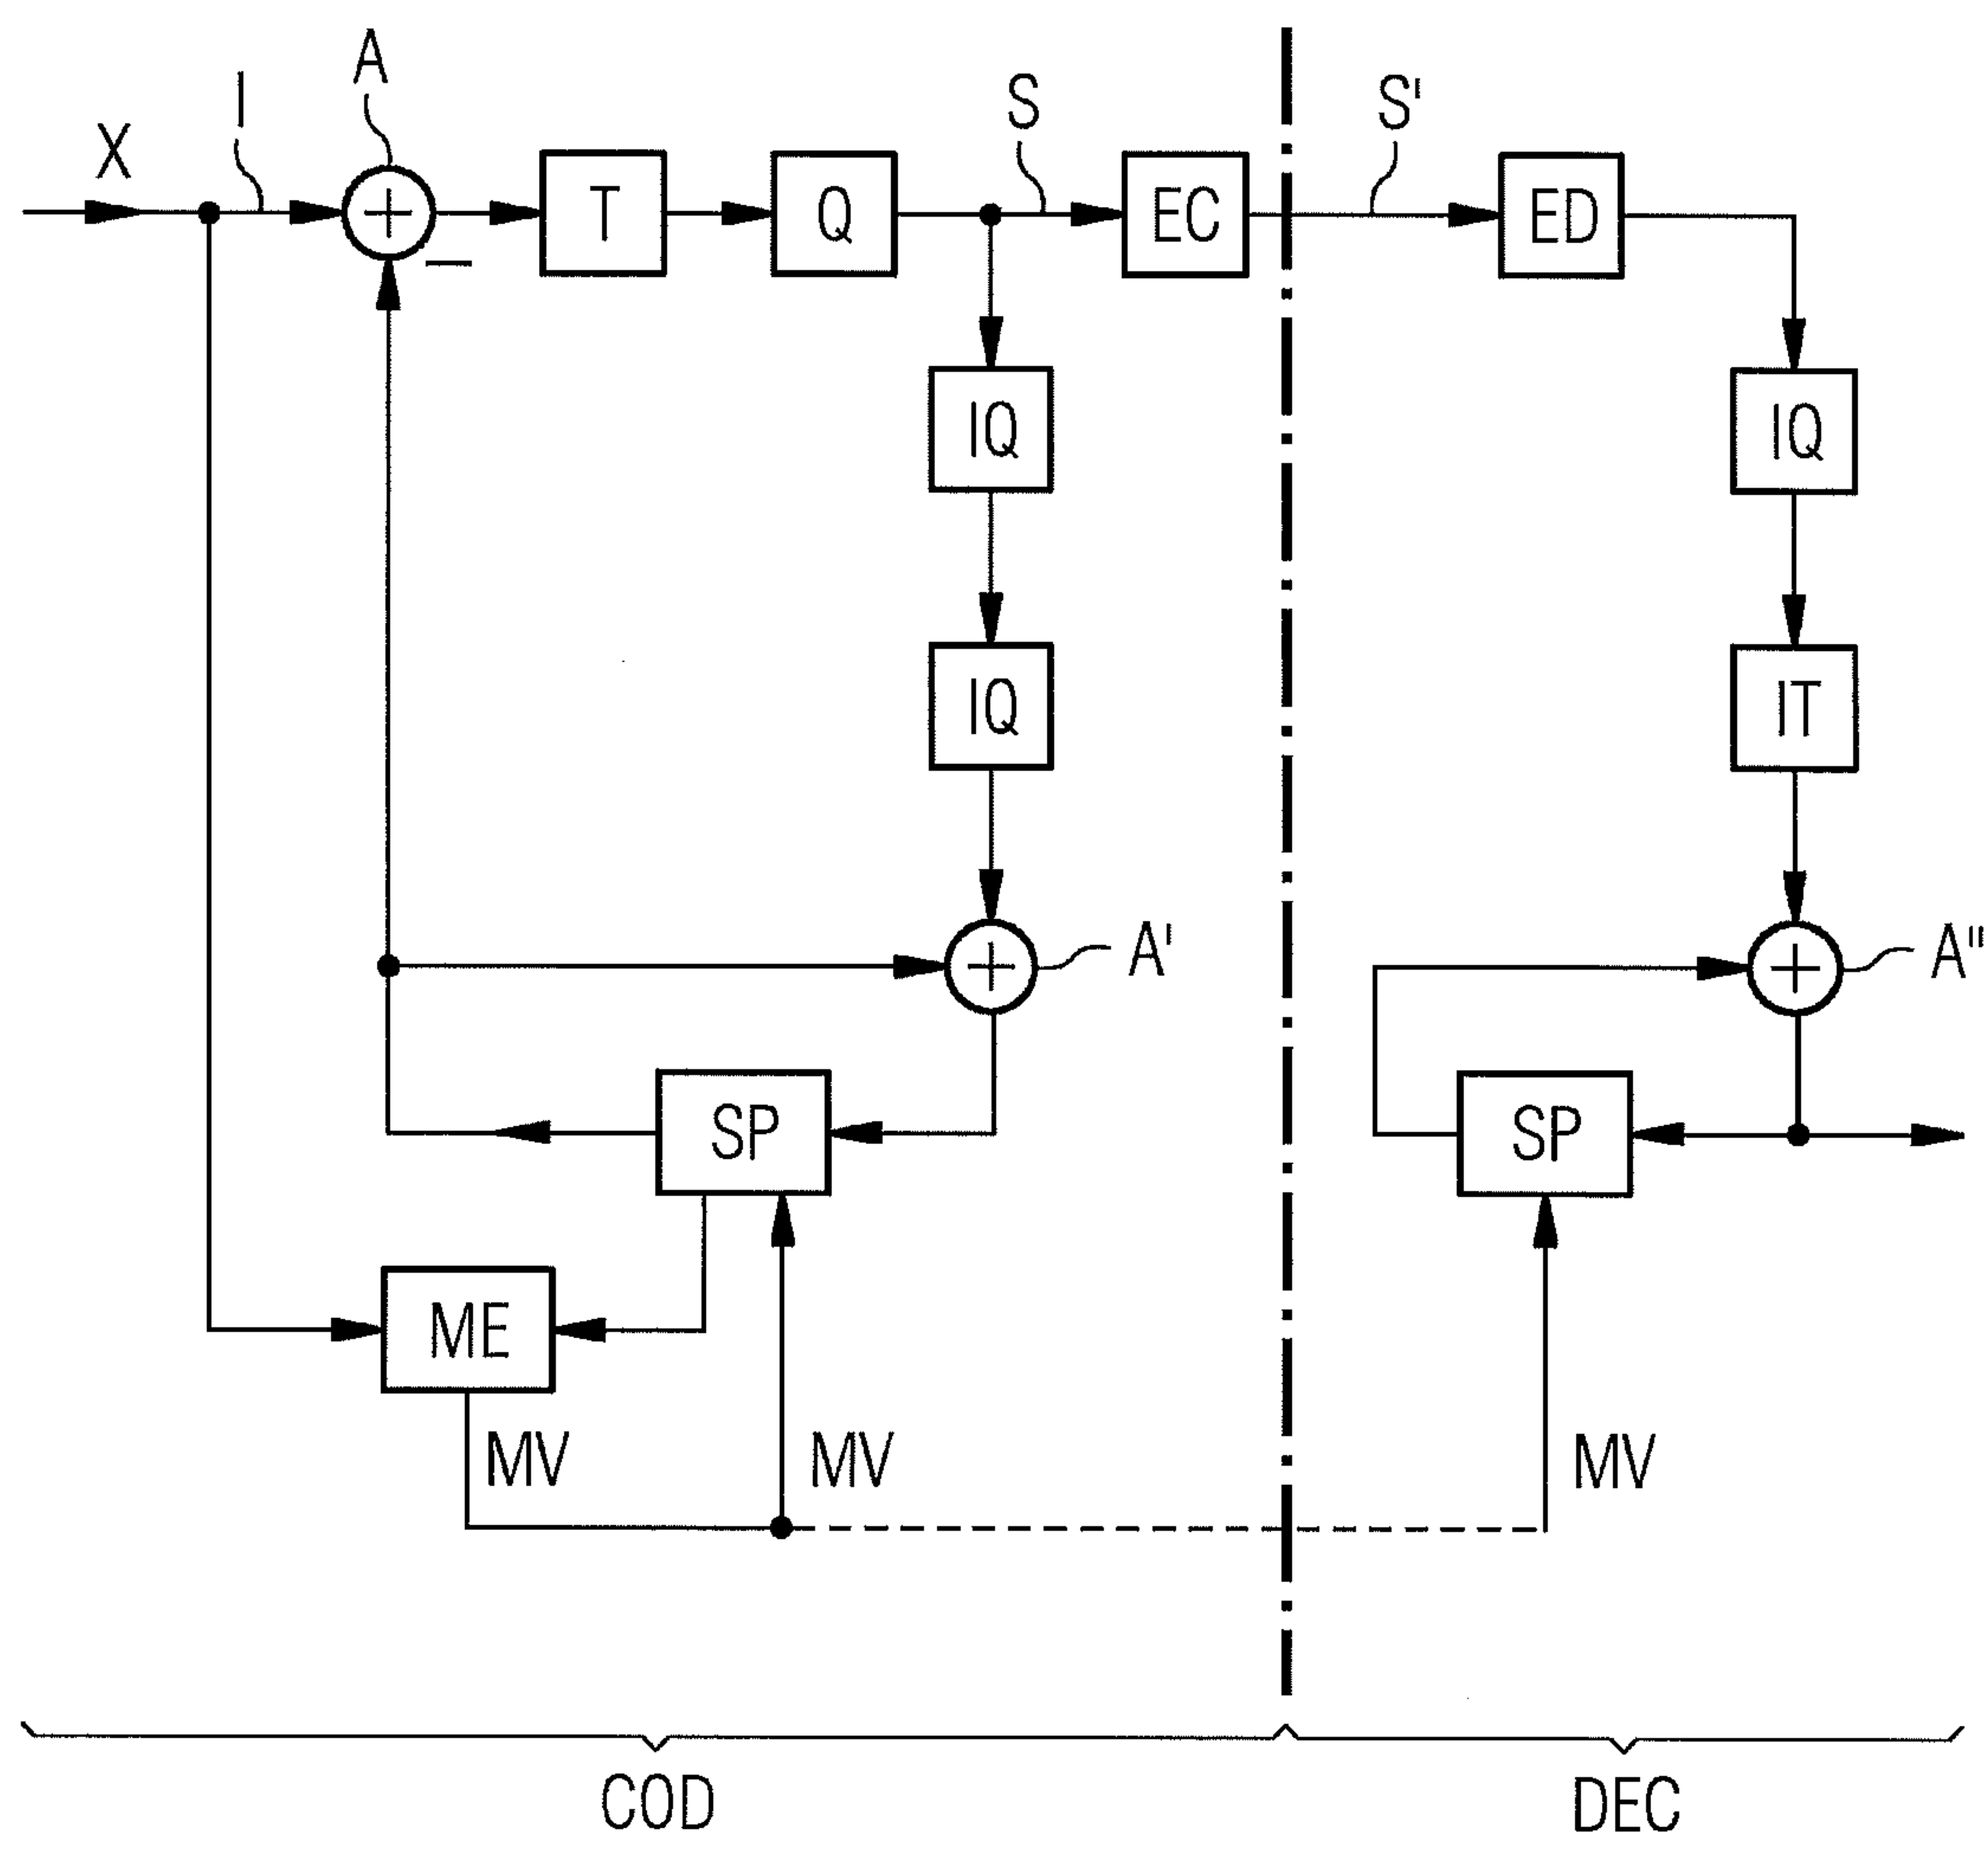 A
I
X
S
S'
T
Q
EC
ED
+
−
IQ
IQ
IQ
IT
+
A'
+
A"
SP
SP
ME
MV
MV
MV
COD
DEC